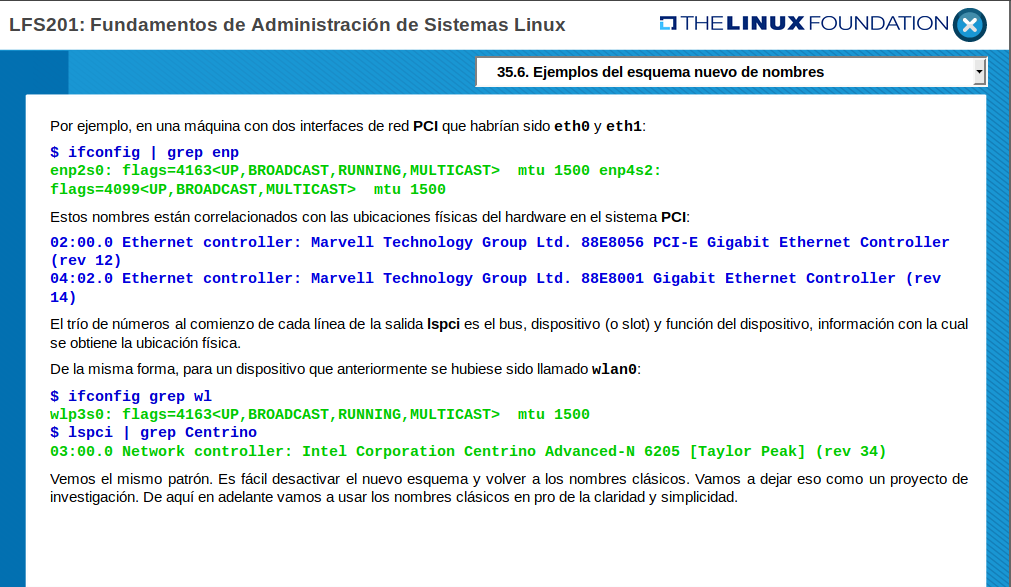 LFS201: Fundamentos de Administración de Sistemas Linux
THE LINUX FOUNDATION
35.6. Ejemplos del esquema nuevo de nombres
Por ejemplo, en una máquina con dos interfaces de red PCI que habrían sido eth0 y eth1:
$ ifconfig | grep enp
enp2s0: flags=4163<UP,BROADCAST,RUNNING,MULTICAST>  mtu 1500 enp4s2:
flags=4099<UP,BROADCAST,MULTICAST>  mtu 1500
Estos nombres están correlacionados con las ubicaciones físicas del hardware en el sistema PCI:
02:00.0 Ethernet controller: Marvell Technology Group Ltd. 88E8056 PCI-E Gigabit Ethernet Controller
(rev 12)
04:02.0 Ethernet controller: Marvell Technology Group Ltd. 88E8001 Gigabit Ethernet Controller (rev
14)
El trío de números al comienzo de cada línea de la salida lspci es el bus, dispositivo (o slot) y función del dispositivo, información con la cual
se obtiene la ubicación física.
De la misma forma, para un dispositivo que anteriormente se hubiese sido llamado wlan0:
$ ifconfig grep wl
wlp3s0: flags=4163<UP,BROADCAST,RUNNING,MULTICAST>  mtu 1500
$ lspci | grep Centrino
03:00.0 Network controller: Intel Corporation Centrino Advanced-N 6205 [Taylor Peak] (rev 34)
Vemos el mismo patrón. Es fácil desactivar el nuevo esquema y volver a los nombres clásicos. Vamos a dejar eso como un proyecto de
investigación. De aquí en adelante vamos a usar los nombres clásicos en pro de la claridad y simplicidad.